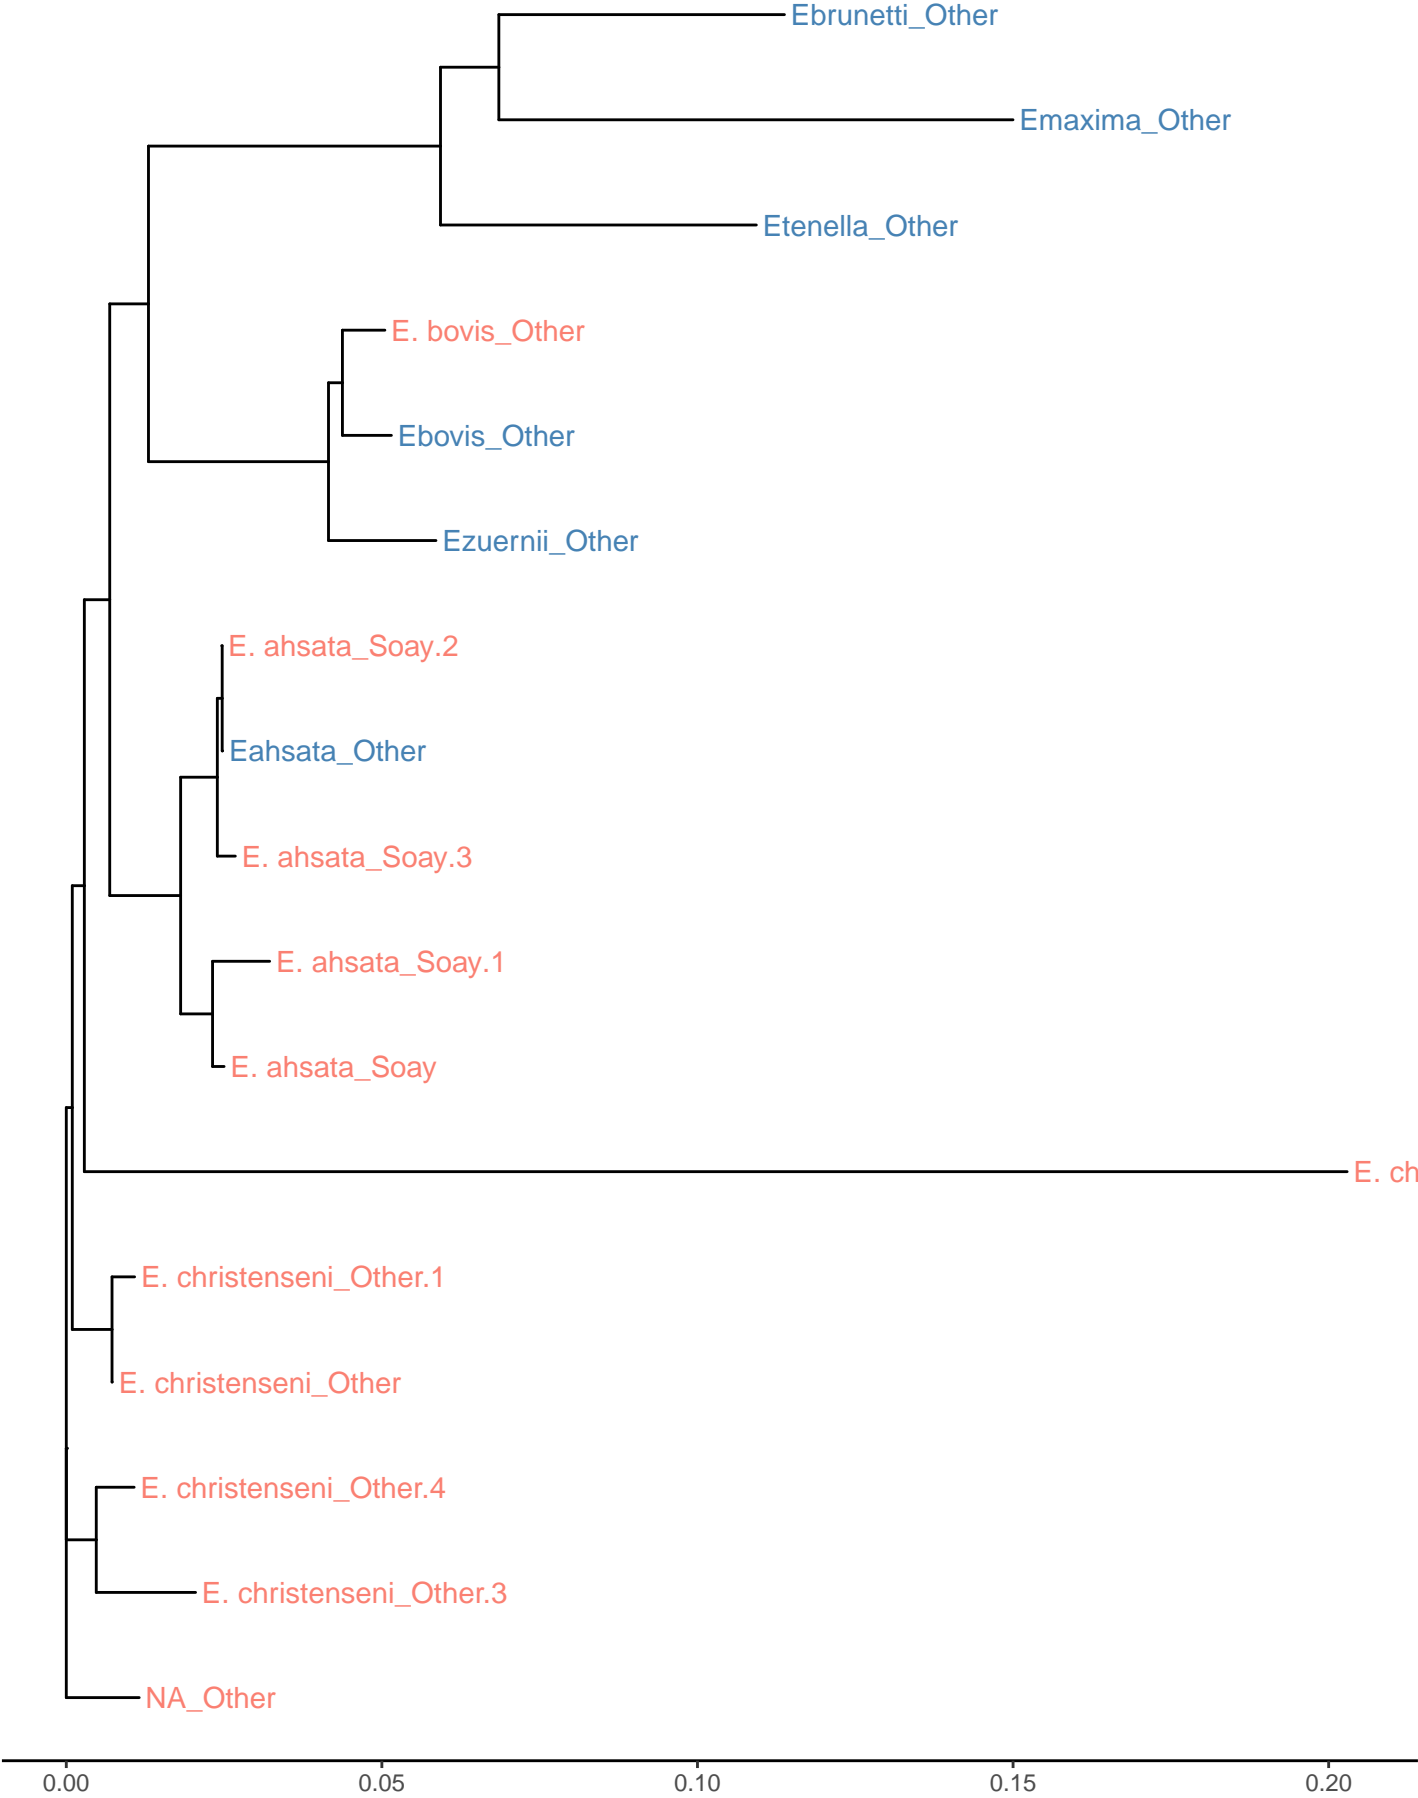 Ebrunetti_Other
Emaxima_Other
Etenella_Other
E. bovis_Other
Ebovis_Other
Ezuernii_Other
E. ahsata_Soay.2
Eahsata_Other
E. ahsata_Soay.3
E. ahsata_Soay.1
E. ahsata_Soay
E. ch
E. christenseni_Other.1
E. christenseni_Other
E. christenseni_Other.4
E. christenseni_Other.3
NA_Other
0.00 0.05 0.10 0.15 0.20